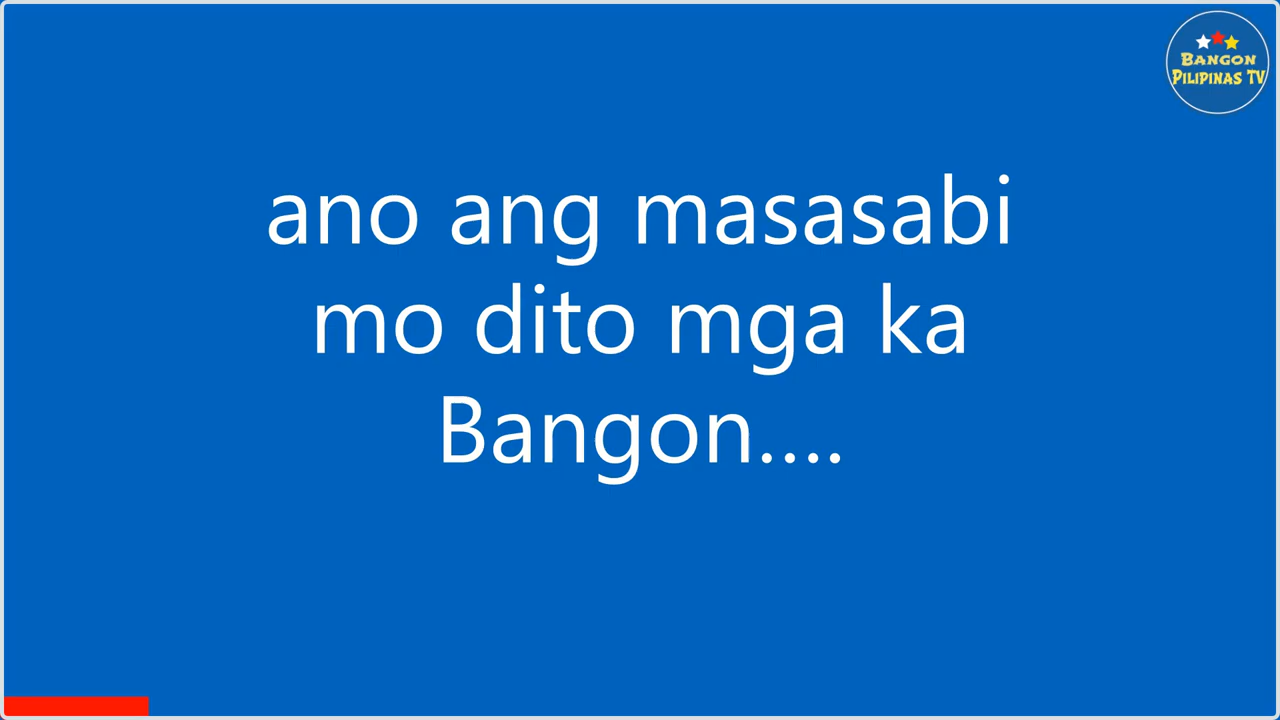 BANGON
PILIPINAS TV
ano ang masasabi
mo dito mga ka
Bangon....